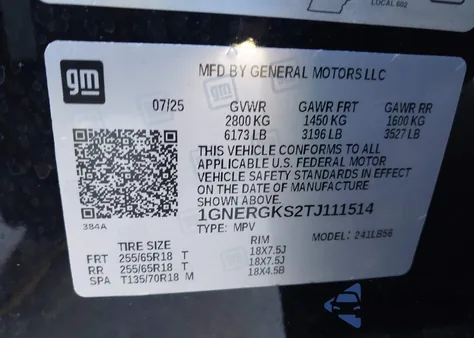 LOCAL 602
gm
MFD BY GENERAL MOTORS LLC
07/25 GVWR GAWR FRT GAWR RR
2800 KG 1450 KG 1600 KG
6173 LB 3196 LB 3527 LB
THIS VEHICLE CONFORMS TO ALL
APPLICABLE U.S. FEDERAL MOTOR
VEHICLE SAFETY STANDARDS IN EFFECT
ON THE DATE OF MANUFACTURE
SHOWN ABOVE.
384A
1GNERGKS2TJ111514
TYPE: MPV MODEL: 241LB56
TIRE SIZE RIM
FRT 255/65R18 T 18X7.5J
RR 255/65R18 T 18X7.5J
SPA T135/70R18 M 18X4.5B